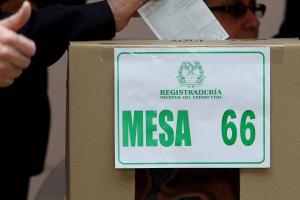 REGISTRADURÍA
NACIONAL DEL ESTADO CIVIL
MESA 66